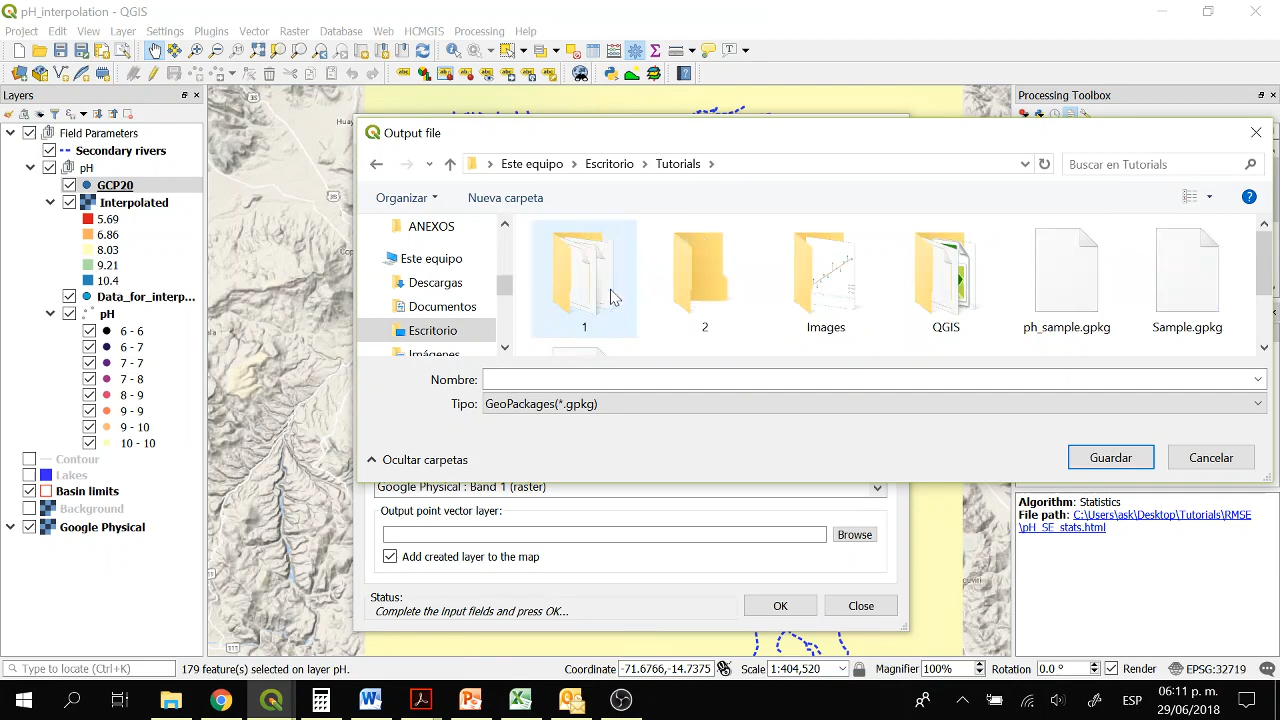 pH_interpolation - QGIS
Project Edit View Layer Settings Plugins Vector Raster Database Web HCMGIS Processing Help
Layers
Field Parameters
Secondary rivers
pH
GCP20
Interpolated
5.69
6.86
8.03
9.21
10.4
Data_for_interp...
pH
6 - 6
6 - 7
7 - 7
7 - 8
8 - 9
9 - 9
9 - 10
10 - 10
Contour
Lakes
Basin limits
Background
Google Physical
Output file
Este equipo > Escritorio > Tutorials >
Buscar en Tutorials
Organizar Nueva carpeta
ANEXOS
Este equipo
Descargas
Documentos
Escritorio
Imágenes
1 2 Images QGIS ph_sample.gpkg Sample.gpkg
Nombre:
Tipo: GeoPackages(*.gpkg)
Ocultar carpetas
Guardar Cancelar
Google Physical : Band 1 (raster)
Output point vector layer:
Browse
Add created layer to the map
Status:
Complete the input fields and press OK...
OK Close
Processing Toolbox
Algorithm: Statistics
File path: C:\Users\ask\Desktop\Tutorials\RMSE
\pH_SE_stats.html
Type to locate (Ctrl+K)
179 feature(s) selected on layer pH.
Coordinate -71.6766,-14.7375 Scale 1:404,520 Magnifier 100% Rotation 0.0 ° Render EPSG:32719
ESP
06:11 p. m.
29/06/2018